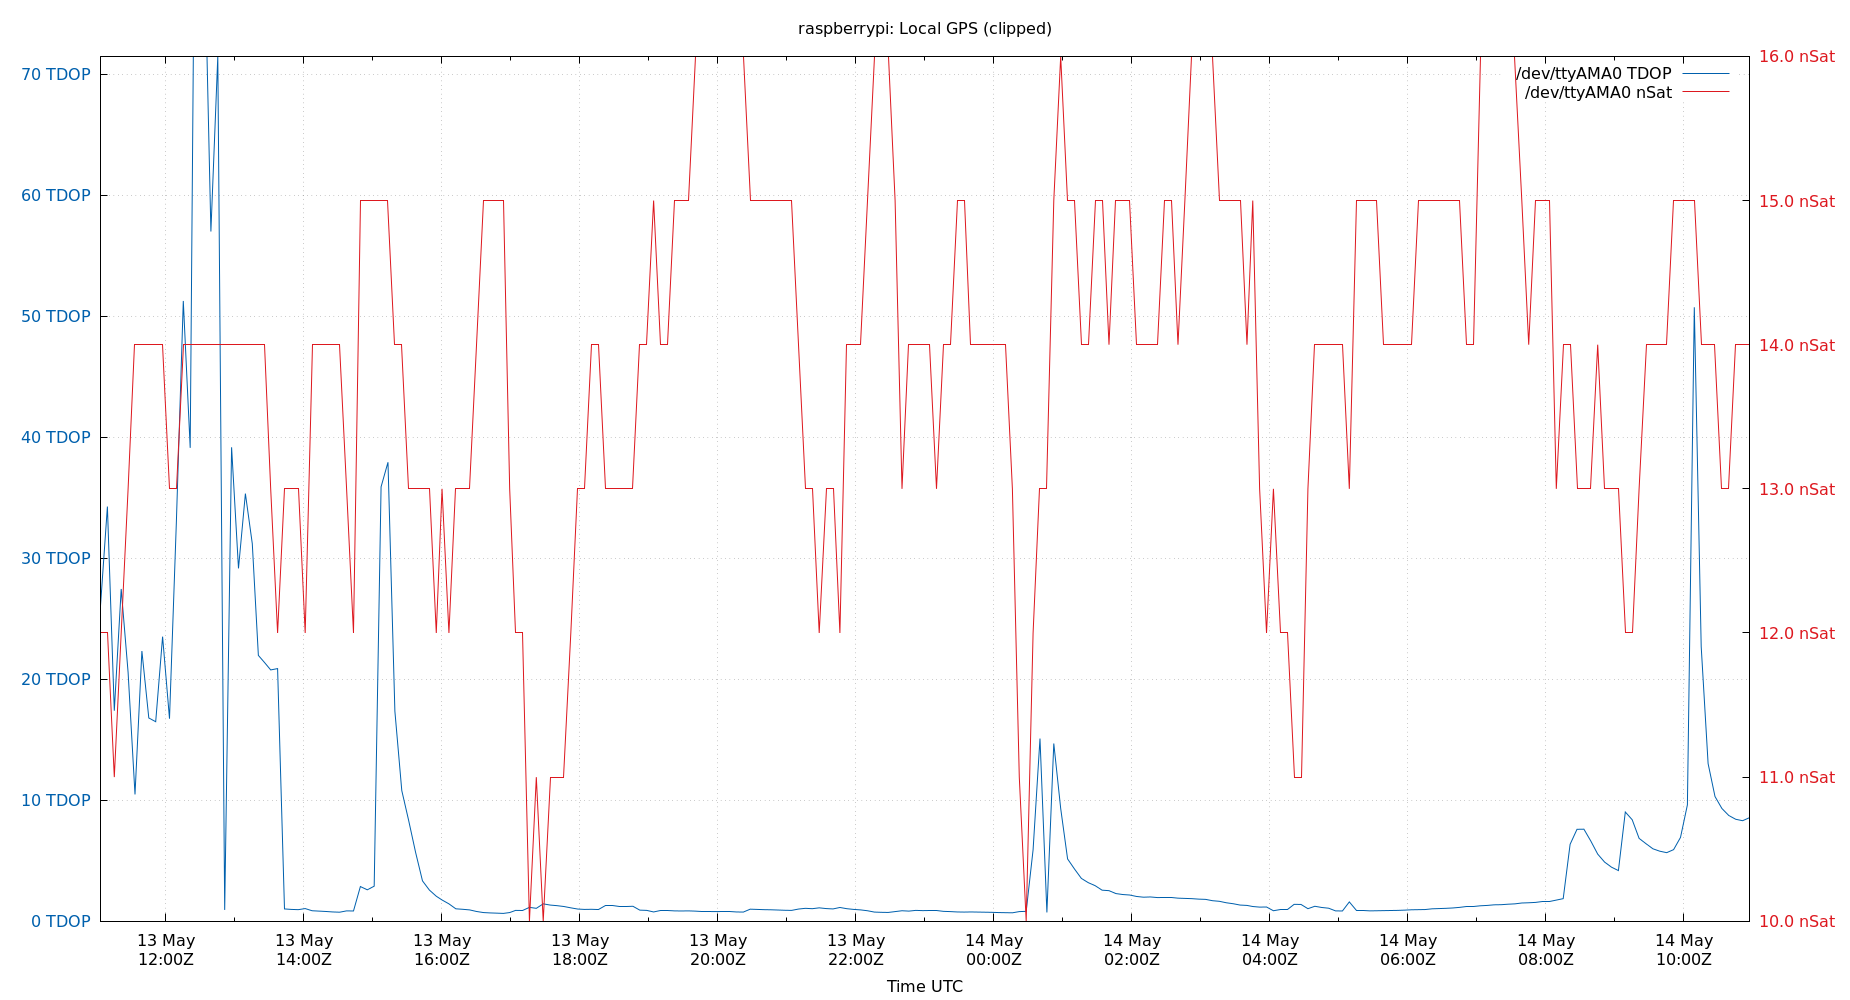 raspberrypi: Local GPS (clipped)
70 TDOP
60 TDOP
50 TDOP
40 TDOP
30 TDOP
20 TDOP
10 TDOP
0 TDOP
16.0 nSat
15.0 nSat
14.0 nSat
13.0 nSat
12.0 nSat
11.0 nSat
10.0 nSat
/dev/ttyAMA0 TDOP
/dev/ttyAMA0 nSat
13 May
12:00Z
13 May
14:00Z
13 May
16:00Z
13 May
18:00Z
13 May
20:00Z
13 May
22:00Z
14 May
00:00Z
14 May
02:00Z
14 May
04:00Z
14 May
06:00Z
14 May
08:00Z
14 May
10:00Z
Time UTC